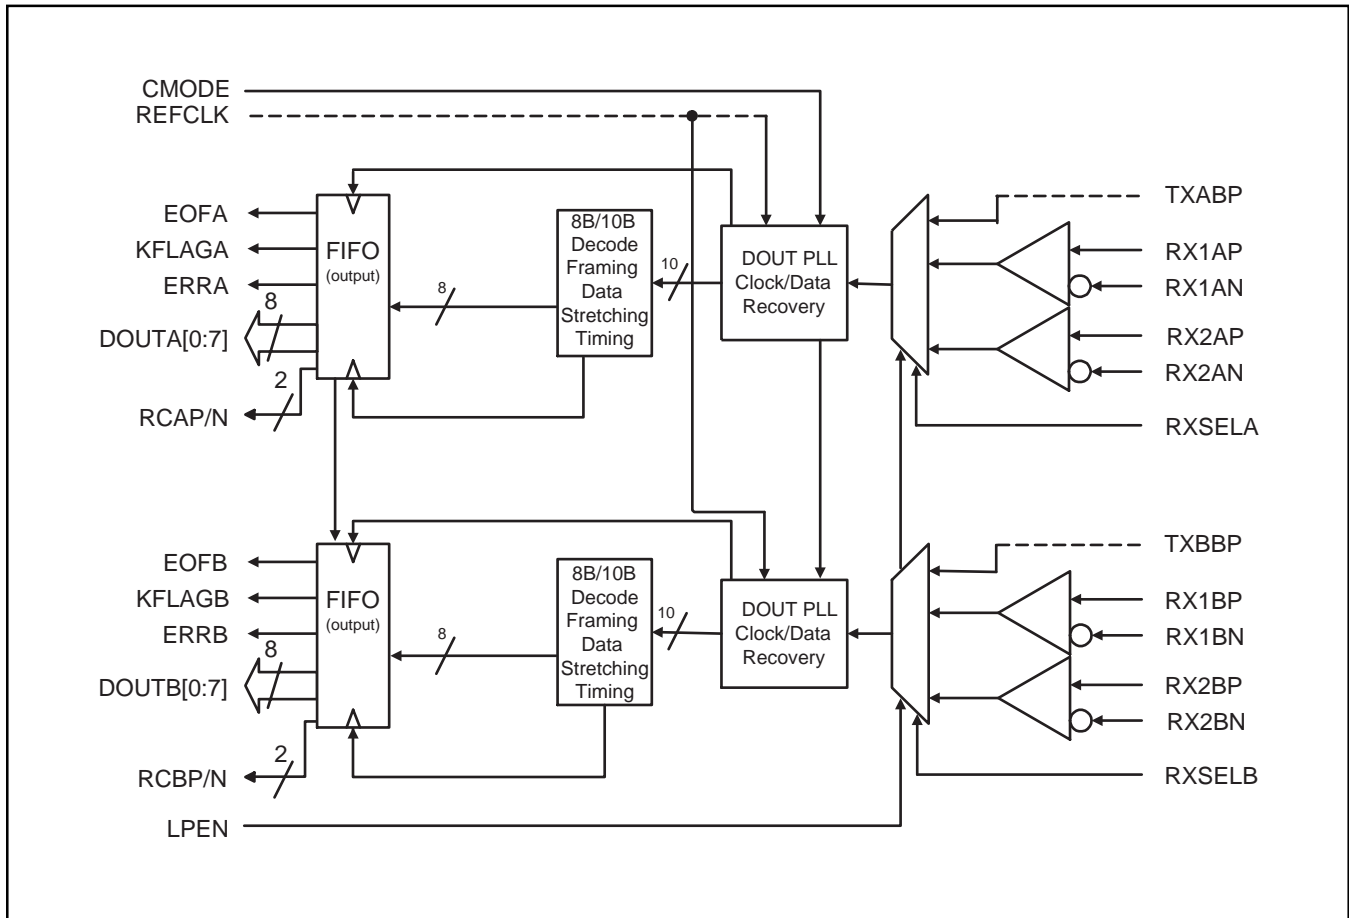 CMODE
REFCLK
EOFA
KFLAGA
ERRA
8
DOUTA[0:7]
2
RCAP/N
FIFO
(output)
8
8B/10B
Decode
Framing
Data
Stretching
Timing
10
DOUT PLL
Clock/Data
Recovery
TXABP
RX1AP
RX1AN
RX2AP
RX2AN
RXSELA
EOFB
KFLAGB
ERRB
8
DOUTB[0:7]
2
RCBP/N
LPEN
FIFO
(output)
8
8B/10B
Decode
Framing
Data
Stretching
Timing
10
DOUT PLL
Clock/Data
Recovery
TXBBP
RX1BP
RX1BN
RX2BP
RX2BN
RXSELB